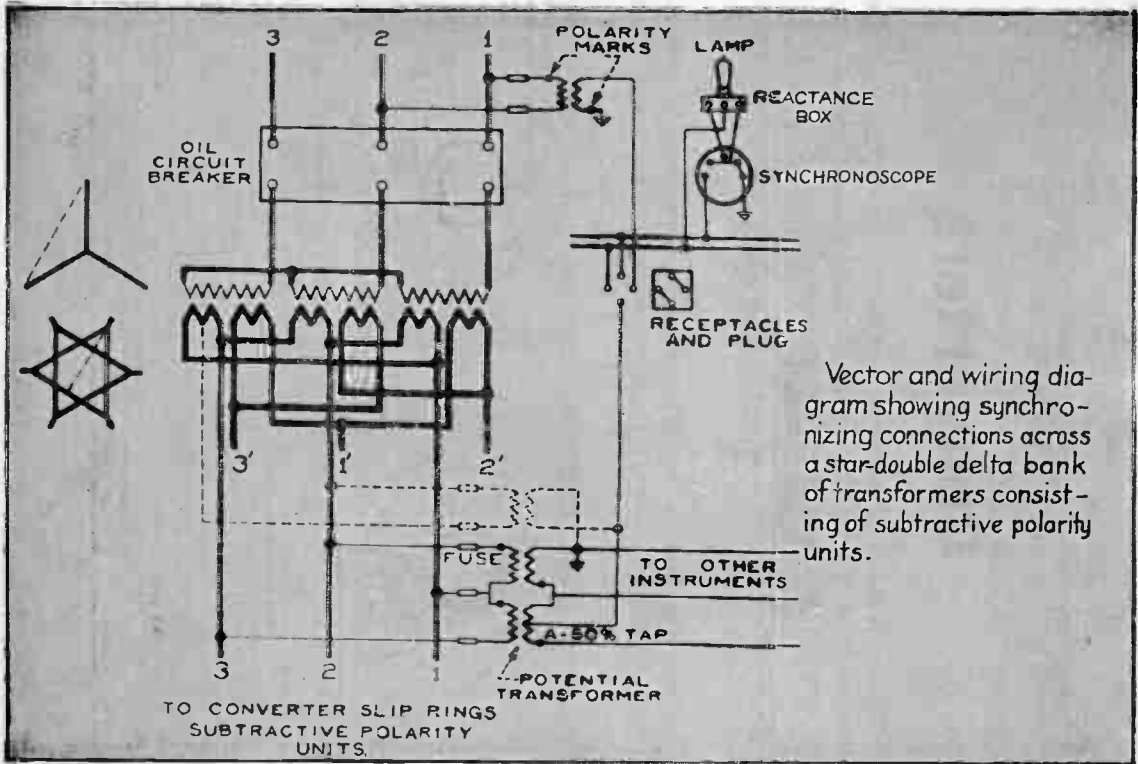 3 2 1
POLARITY
MARKS
LAMP
REACTANCE
BOX
OIL
CIRCUIT
BREAKER
SYNCHRONOSCOPE
RECEPTACLES
AND PLUG
Vector and wiring dia-
gram showing synchro-
nizing connections across
a star-double delta bank
of transformers consist-
ing of subtractive polarity
units.
3' 1' 2'
FUSE
TO OTHER
INSTRUMENTS
A-50% TAP
3 2 1
POTENTIAL
TRANSFORMER
TO CONVERTER SLIP RINGS
SUBTRACTIVE POLARITY
UNITS.